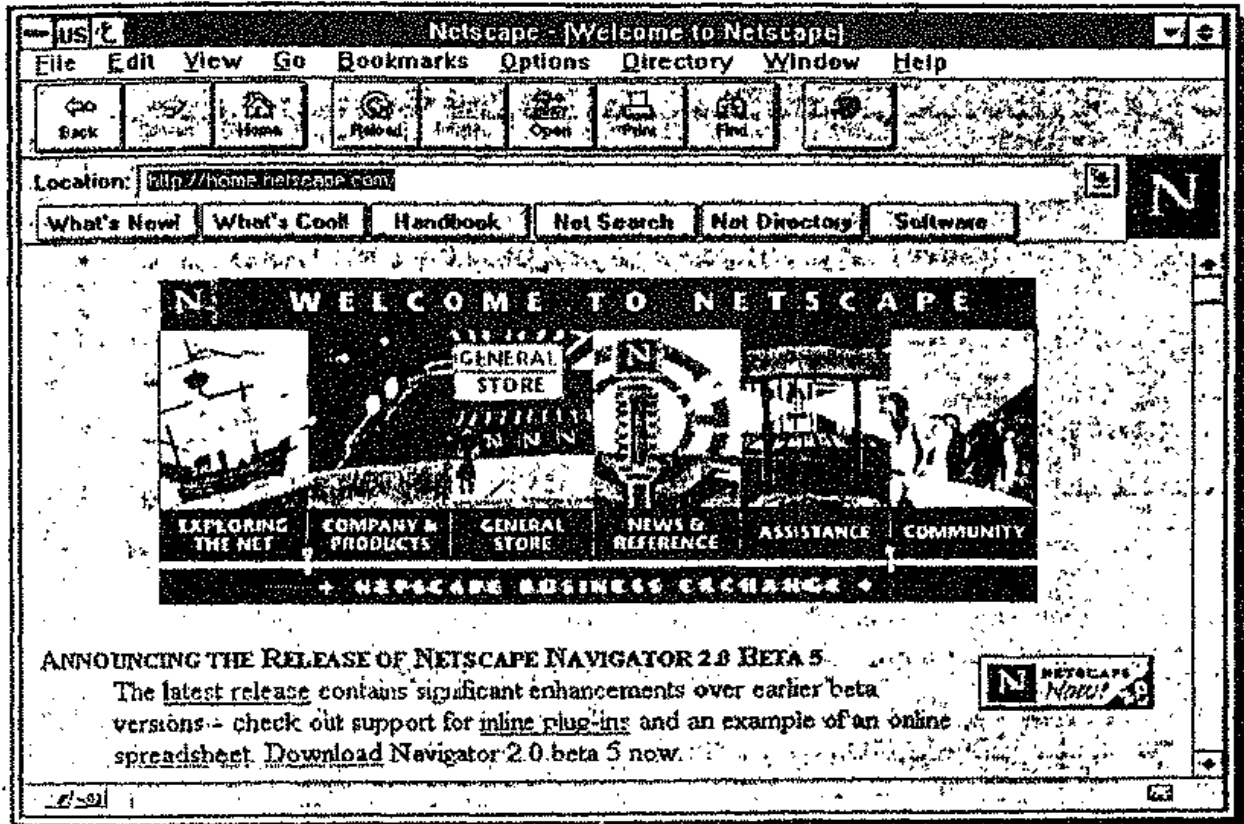 US
Netscape - [Welcome to Netscape]
File Edit View Go Bookmarks Options Directory Window Help
Back Home Reload Open Print Find
Location: http://home.netscape.com/
N
What's New! What's Cool! Handbook Net Search Net Directory Software
N WELCOME TO NETSCAPE
GENERAL
STORE
N
N N N
EXPLORING
THE NET
COMPANY &
PRODUCTS
GENERAL
STORE
NEWS &
REFERENCE
ASSISTANCE
COMMUNITY
+ NETSCAPE BUSINESS EXCHANGE +
ANNOUNCING THE RELEASE OF NETSCAPE NAVIGATOR 2.0 BETA 5
The latest release contains significant enhancements over earlier beta
versions -- check out support for inline plug-ins and an example of an online
spreadsheet. Download Navigator 2.0 beta 5 now.
N NETSCAPE
Now!